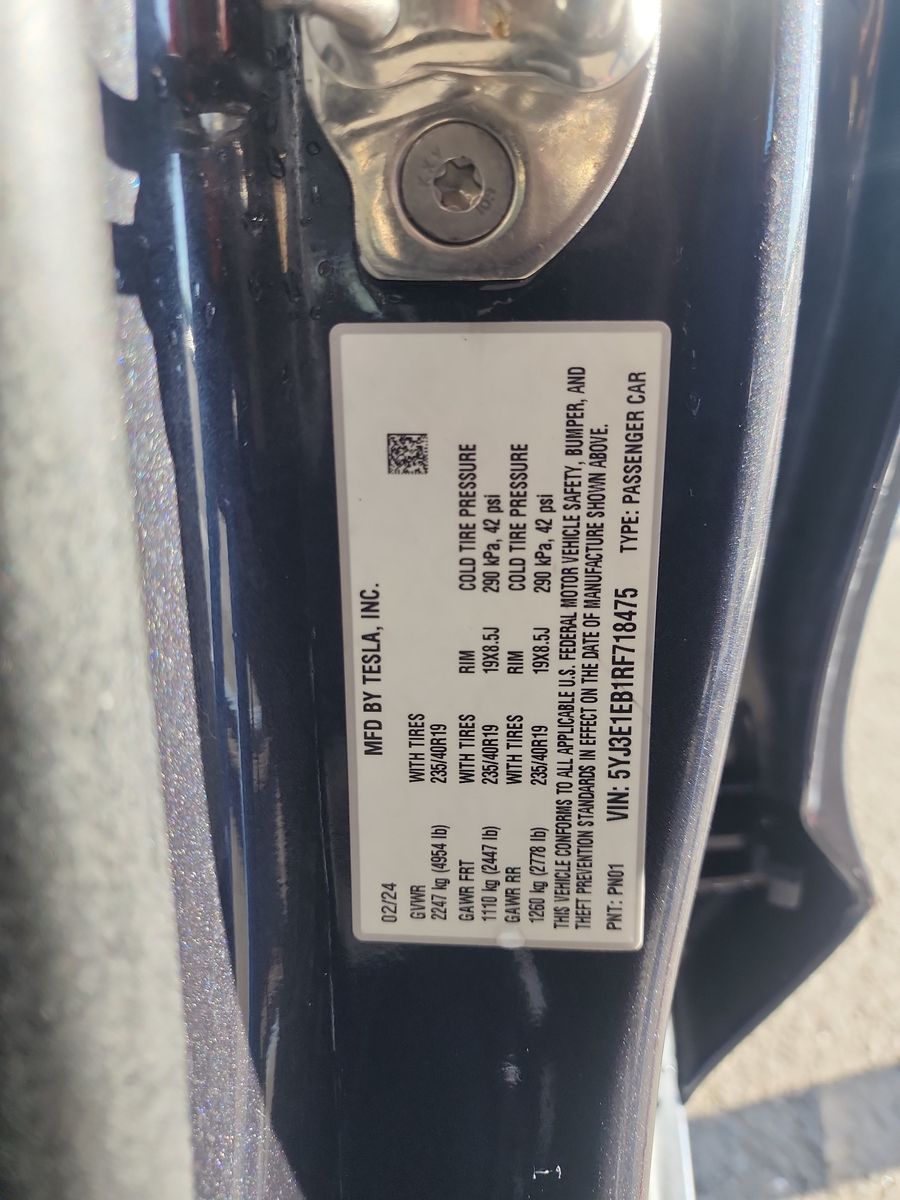 MFD BY TESLA, INC.
02/24
GVWR WITH TIRES
2247 kg (4954 lb) 235/40R19
GAWR FRT WITH TIRES RIM COLD TIRE PRESSURE
1110 kg (2447 lb) 235/40R19 19X8.5J 290 kPa, 42 psi
GAWR RR WITH TIRES RIM COLD TIRE PRESSURE
1260 kg (2778 lb) 235/40R19 19X8.5J 290 kPa, 42 psi
THIS VEHICLE CONFORMS TO ALL APPLICABLE U.S. FEDERAL MOTOR VEHICLE SAFETY, BUMPER, AND
THEFT PREVENTION STANDARDS IN EFFECT ON THE DATE OF MANUFACTURE SHOWN ABOVE.
PNT: PN01 VIN: 5YJ3E1EB1RF718475 TYPE: PASSENGER CAR